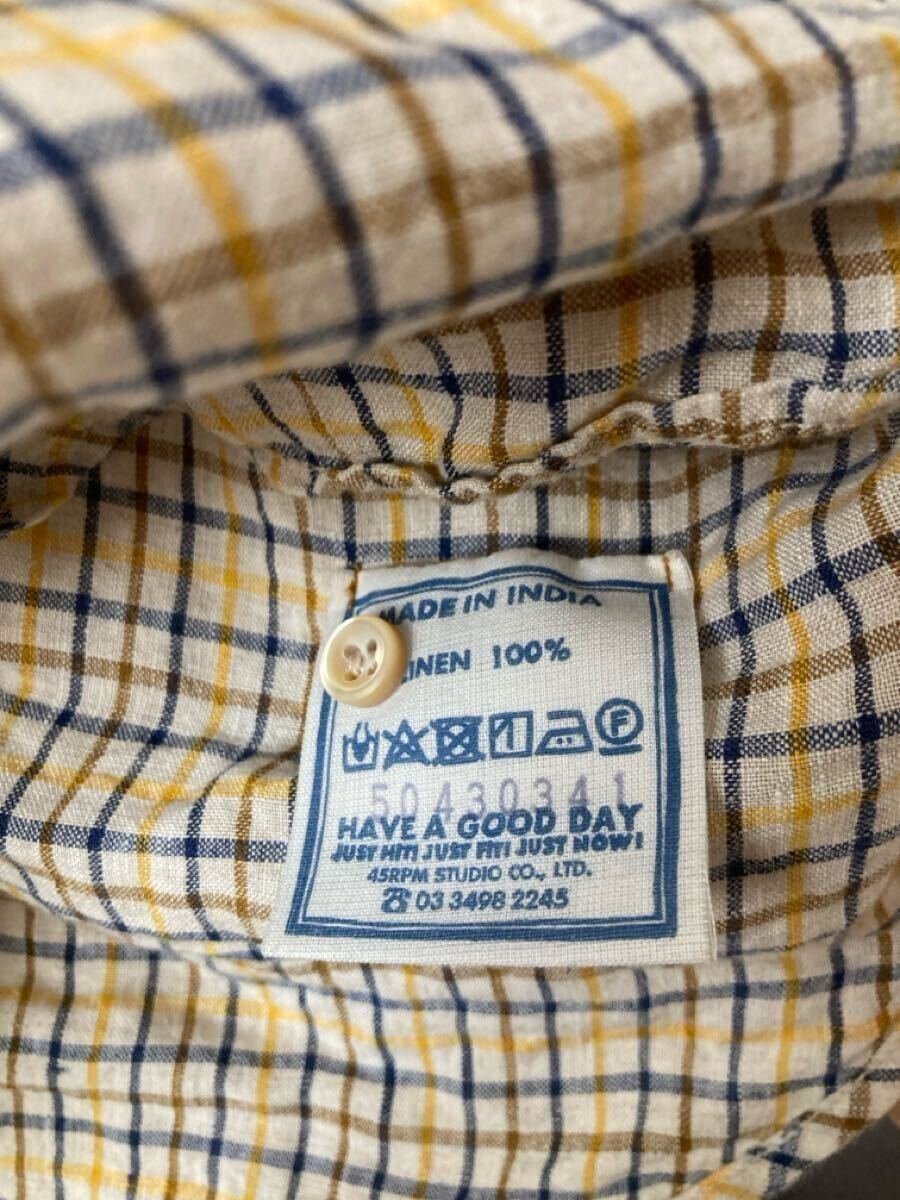 MADE IN INDIA
LINEN 100%
F
50430341
HAVE A GOOD DAY
JUST HIT! JUST FIT! JUST NOW!
45RPM STUDIO CO., LTD.
☎ 03 3498 2245